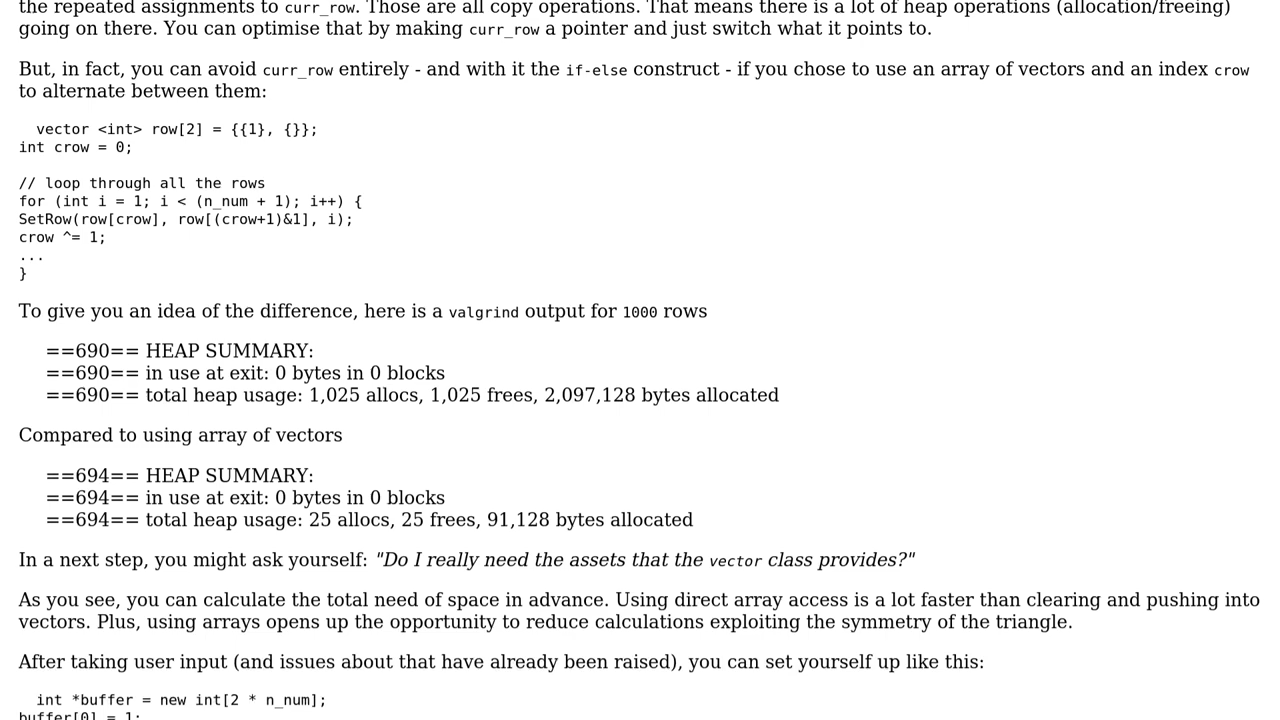 the repeated assignments to curr_row. Those are all copy operations. That means there is a lot of heap operations (allocation/freeing)
going on there. You can optimise that by making curr_row a pointer and just switch what it points to.
But, in fact, you can avoid curr_row entirely - and with it the if-else construct - if you chose to use an array of vectors and an index crow
to alternate between them:
vector <int> row[2] = {{1}, {}};
int crow = 0;
// loop through all the rows
for (int i = 1; i < (n_num + 1); i++) {
SetRow(row[crow], row[(crow+1)&1], i);
crow ^= 1;
...
}
To give you an idea of the difference, here is a valgrind output for 1000 rows
==690== HEAP SUMMARY:
==690== in use at exit: 0 bytes in 0 blocks
==690== total heap usage: 1,025 allocs, 1,025 frees, 2,097,128 bytes allocated
Compared to using array of vectors
==694== HEAP SUMMARY:
==694== in use at exit: 0 bytes in 0 blocks
==694== total heap usage: 25 allocs, 25 frees, 91,128 bytes allocated
In a next step, you might ask yourself: "Do I really need the assets that the vector class provides?"
As you see, you can calculate the total need of space in advance. Using direct array access is a lot faster than clearing and pushing into
vectors. Plus, using arrays opens up the opportunity to reduce calculations exploiting the symmetry of the triangle.
After taking user input (and issues about that have already been raised), you can set yourself up like this:
int *buffer = new int[2 * n_num];
buffer[0] = 1;